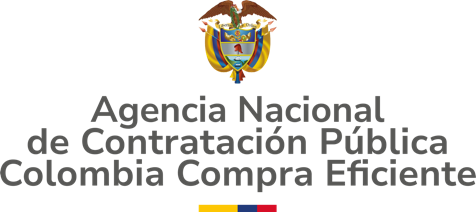 Agencia Nacional
de Contratación Pública
Colombia Compra Eficiente